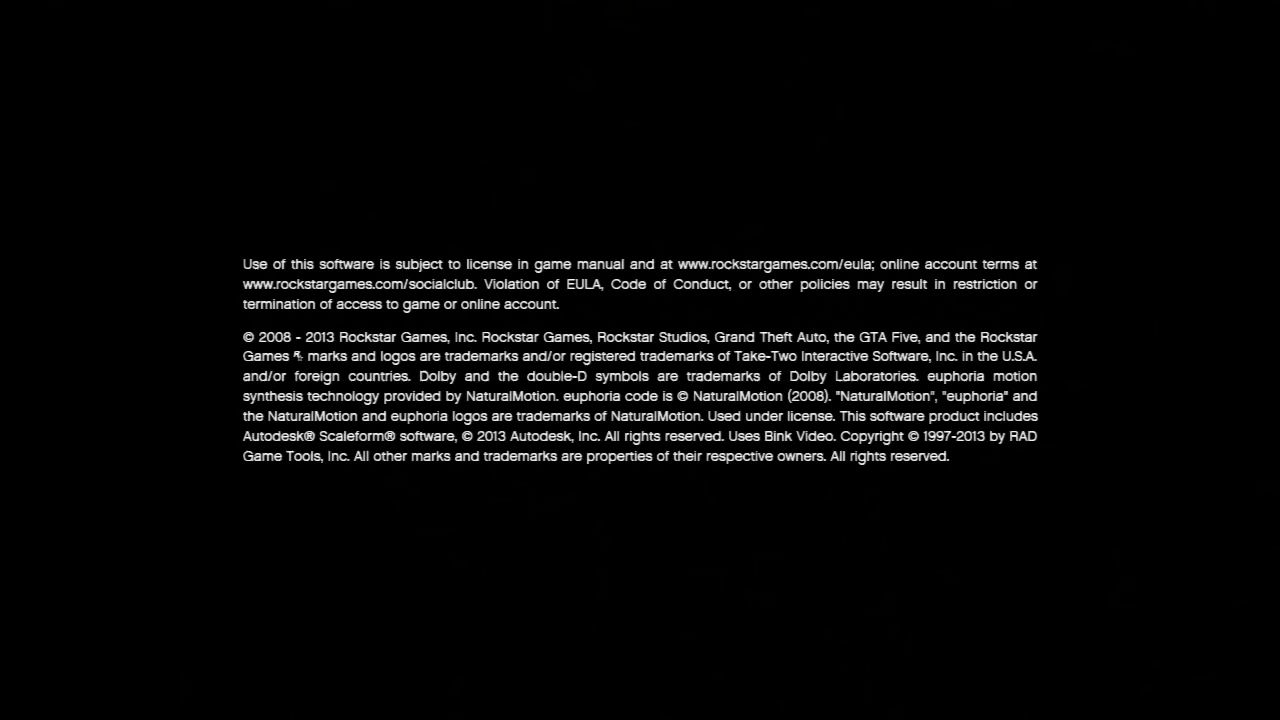 Use of this software is subject to license in game manual and at www.rockstargames.com/eula; online account terms at
www.rockstargames.com/socialclub. Violation of EULA, Code of Conduct, or other policies may result in restriction or
termination of access to game or online account.
© 2008 - 2013 Rockstar Games, Inc. Rockstar Games, Rockstar Studios, Grand Theft Auto, the GTA Five, and the Rockstar
Games R* marks and logos are trademarks and/or registered trademarks of Take-Two Interactive Software, Inc. in the U.S.A.
and/or foreign countries. Dolby and the double-D symbols are trademarks of Dolby Laboratories. euphoria motion
synthesis technology provided by NaturalMotion. euphoria code is © NaturalMotion (2008). "NaturalMotion", "euphoria" and
the NaturalMotion and euphoria logos are trademarks of NaturalMotion. Used under license. This software product includes
Autodesk® Scaleform® software, © 2013 Autodesk, Inc. All rights reserved. Uses Bink Video. Copyright © 1997-2013 by RAD
Game Tools, Inc. All other marks and trademarks are properties of their respective owners. All rights reserved.